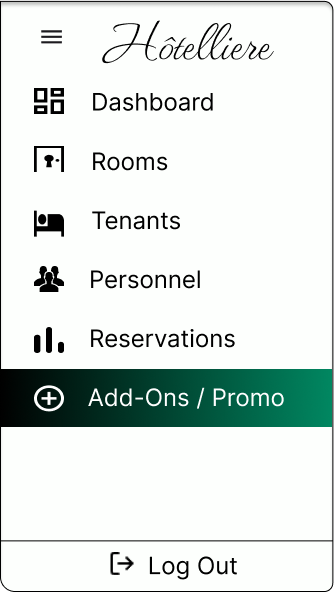 Hôtelliere
Dashboard
Rooms
Tenants
Personnel
Reservations
Add-Ons / Promo
Log Out